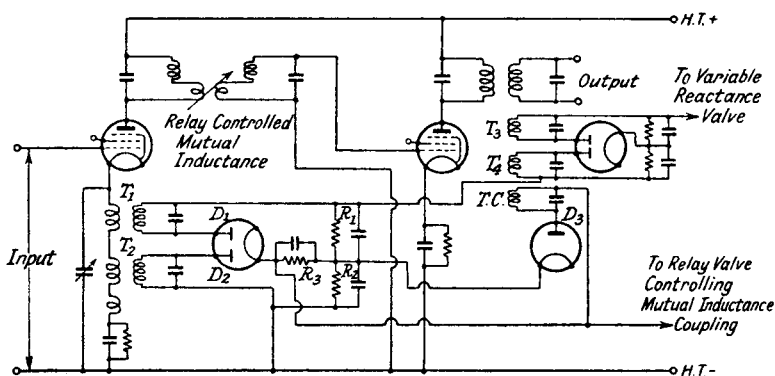 H.T.+
Relay Controlled
Mutual
Inductance
Output
To Variable
Reactance
Valve
T3
T4
T.C.
D3
T1
T2
D1
D2
R1
R2
R3
Input
To Relay Valve
Controlling
Mutual Inductance
Coupling
H.T.-